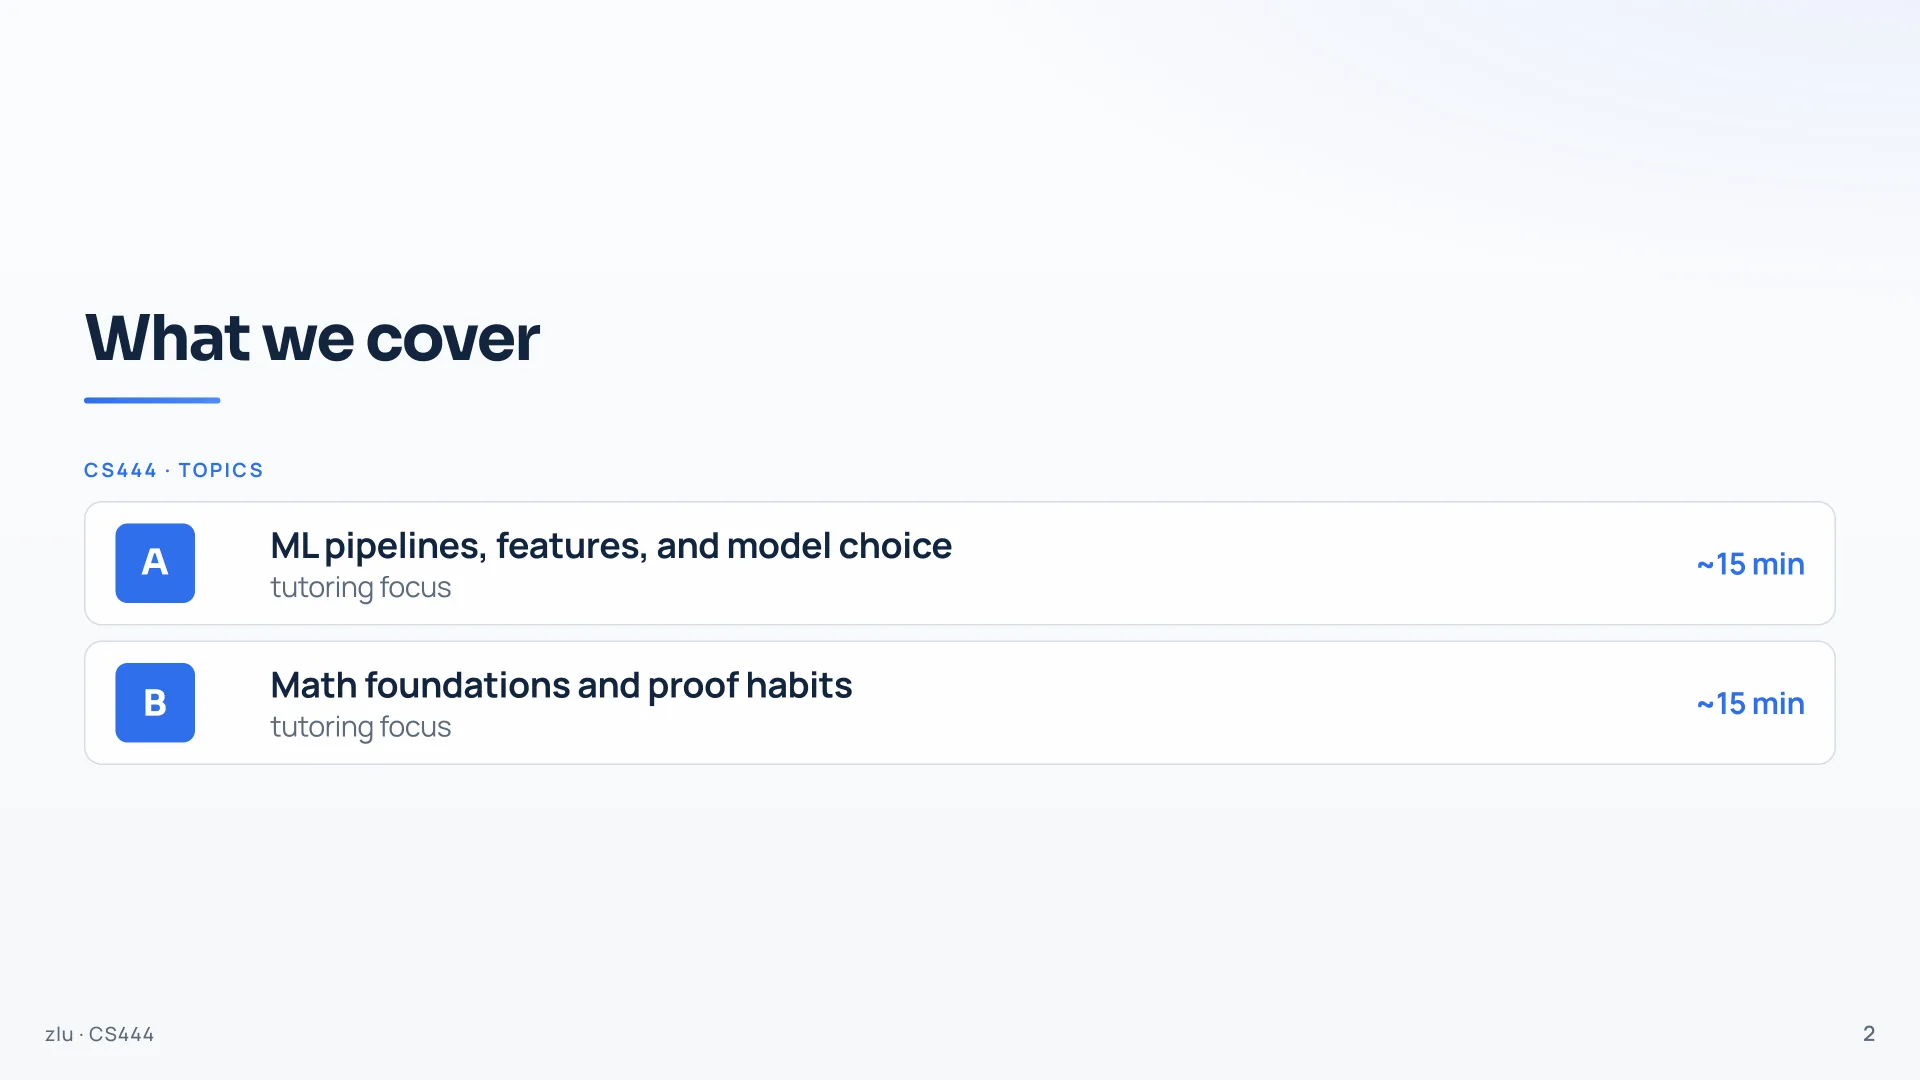 What we cover
CS444 · TOPICS
A
ML pipelines, features, and model choice
tutoring focus
~15 min
B
Math foundations and proof habits
tutoring focus
~15 min
zlu · CS444
2